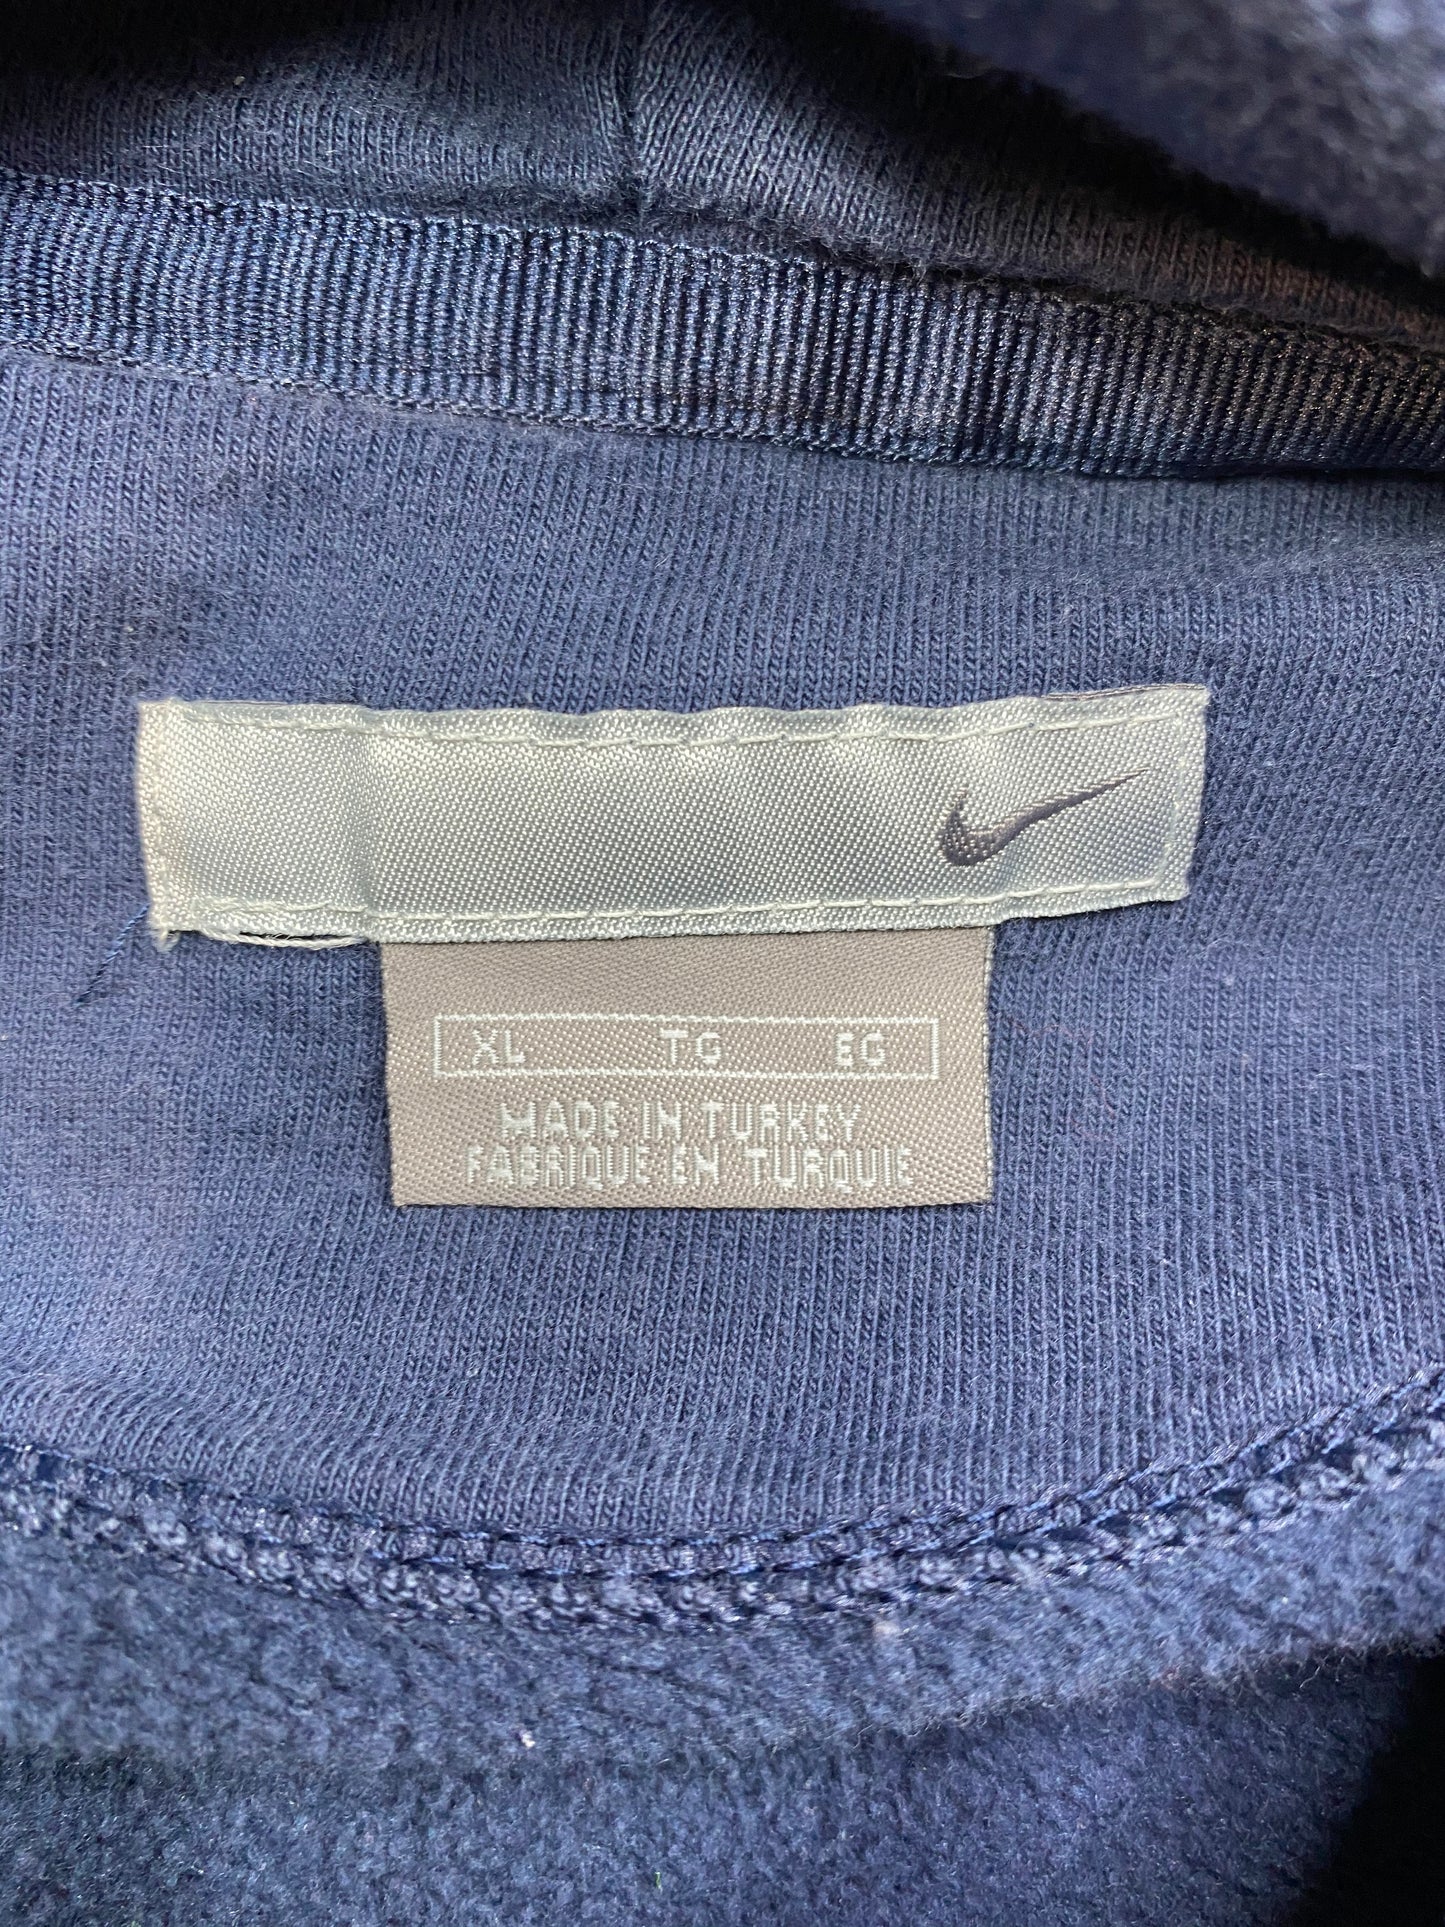 XL TG EG
MADE IN TURKEY
FABRIQUE EN TURQUIE